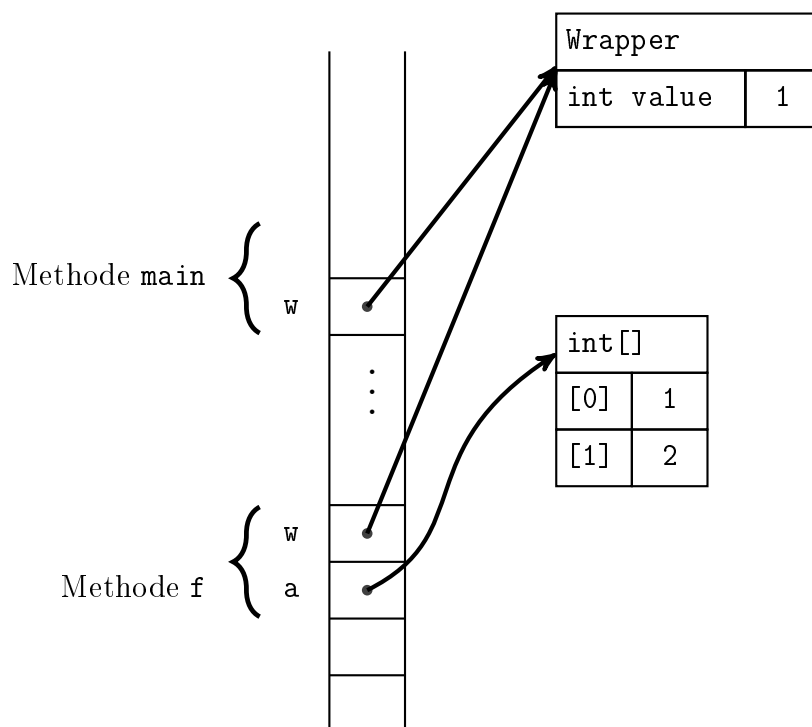 Wrapper
int value 1
Methode main
w
int[]
[0] 1
[1] 2
w
Methode f
a